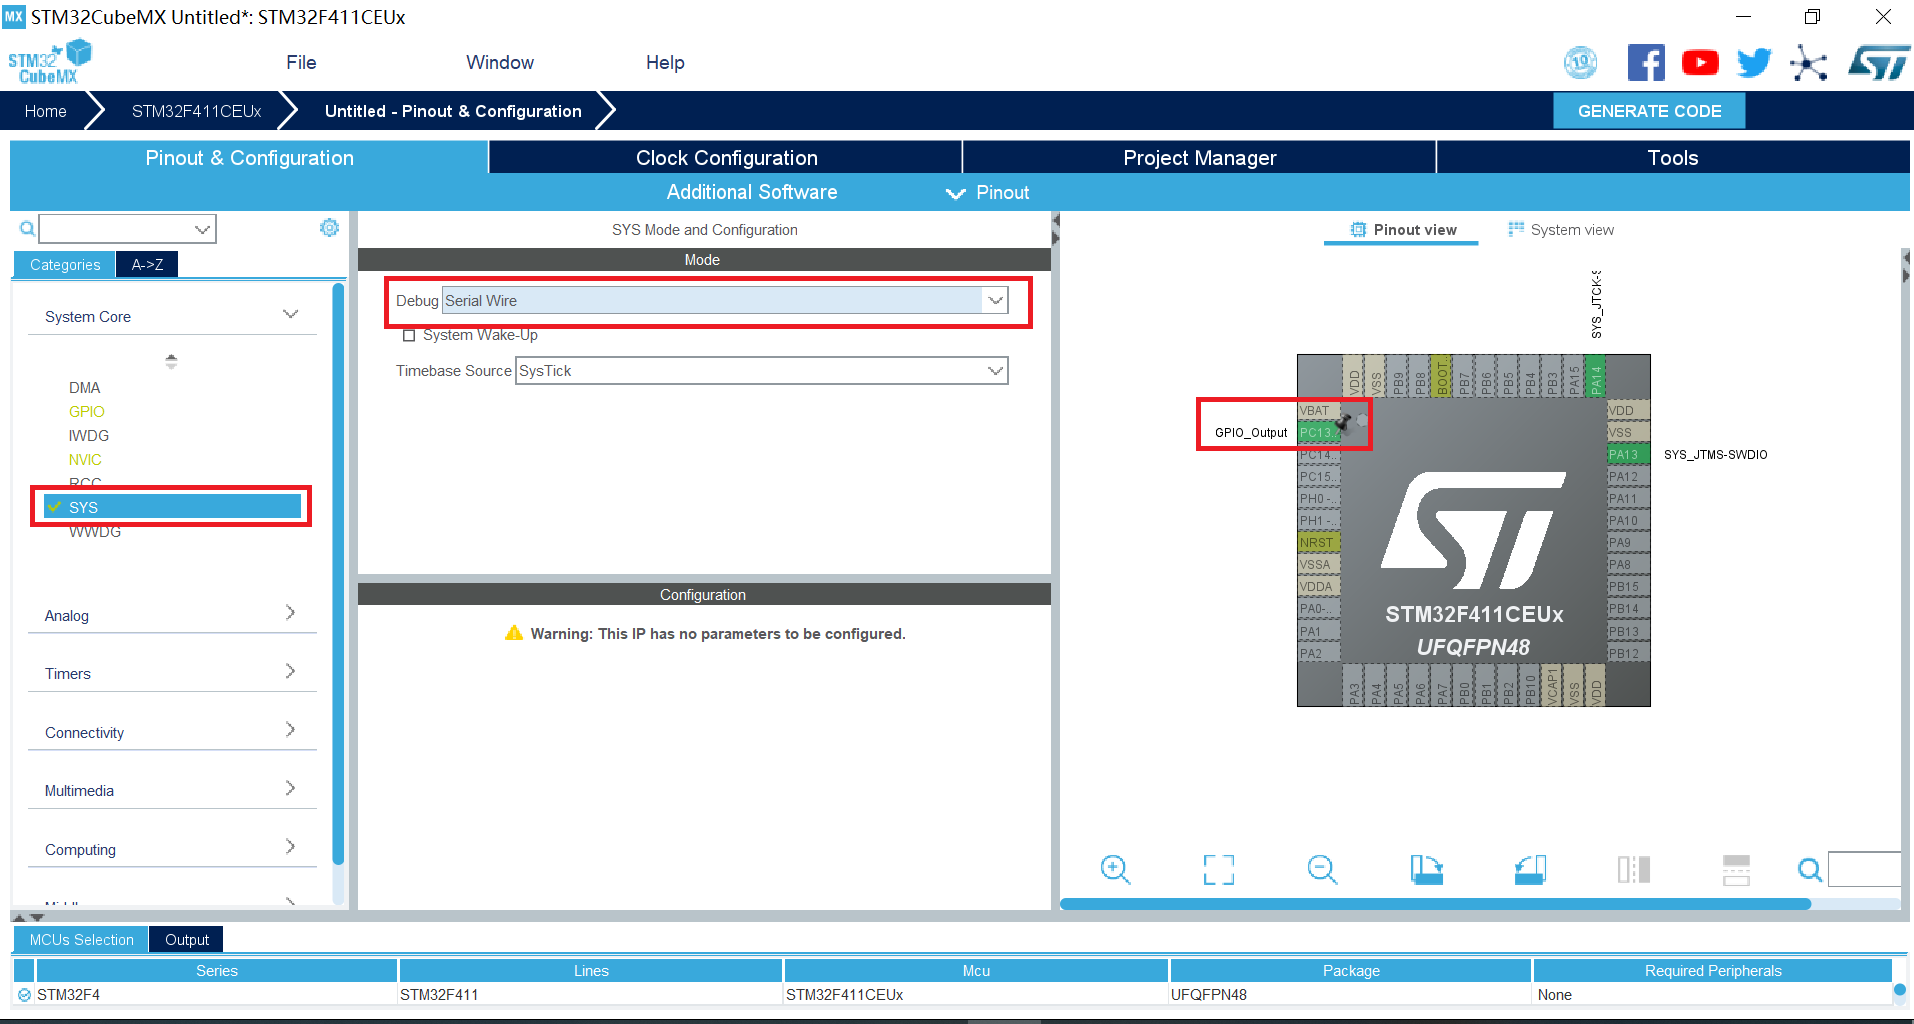 MX STM32CubeMX Untitled*: STM32F411CEUx
STM32
CubeMX
File
Window
Help
10
Home
STM32F411CEUx
Untitled - Pinout & Configuration
GENERATE CODE
Pinout & Configuration
Clock Configuration
Project Manager
Tools
Additional Software
Pinout
Categories
A->Z
System Core
DMA
GPIO
IWDG
NVIC
RCC
SYS
WWDG
Analog
Timers
Connectivity
Multimedia
Computing
SYS Mode and Configuration
Mode
Debug Serial Wire
System Wake-Up
Timebase Source SysTick
Configuration
Warning: This IP has no parameters to be configured.
Pinout view
System view
SYS_JTCK-S
VDD
VSS
PB9
PB8
BOOT..
PB7
PB6
PB5
PB4
PB3
PA15
PA14
VBAT
GPIO_Output PC13..
PC14..
PC15..
PH0 -..
PH1 -..
NRST
VSSA
VDDA
PA0-..
PA1
PA2
VDD
VSS
PA13 SYS_JTMS-SWDIO
PA12
PA11
PA10
PA9
PA8
PB15
PB14
PB13
PB12
STM32F411CEUx
UFQFPN48
PA3
PA4
PA5
PA6
PA7
PB0
PB1
PB2
PB10
VCAP1
VSS
VDD
MCUs Selection
Output
Series
Lines
Mcu
Package
Required Peripherals
STM32F4
STM32F411
STM32F411CEUx
UFQFPN48
None